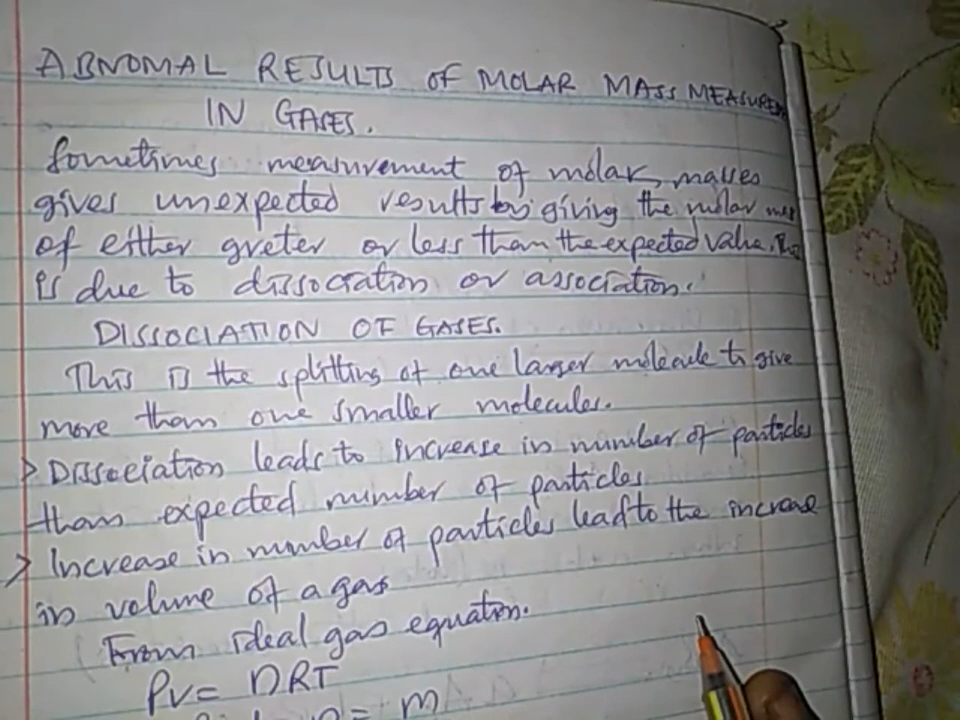 ABNOMAL RESULTS OF MOLAR MASS MEASUREM
IN GASES.
Sometimes measurement of molar masses
gives unexpected results by giving the molar mas
of either greter or less than the expected value. This
is due to dissociation or association.
DISSOCIATION OF GASES.
This is the splitting of one larger molecule to give
more than one smaller molecules.
> Dissociation leads to increase in number of particles
than expected number of particles
> Increase in number of particles lead to the increase
in volume of a gas
(From ideal gas equation.
PV = nRT
n = m